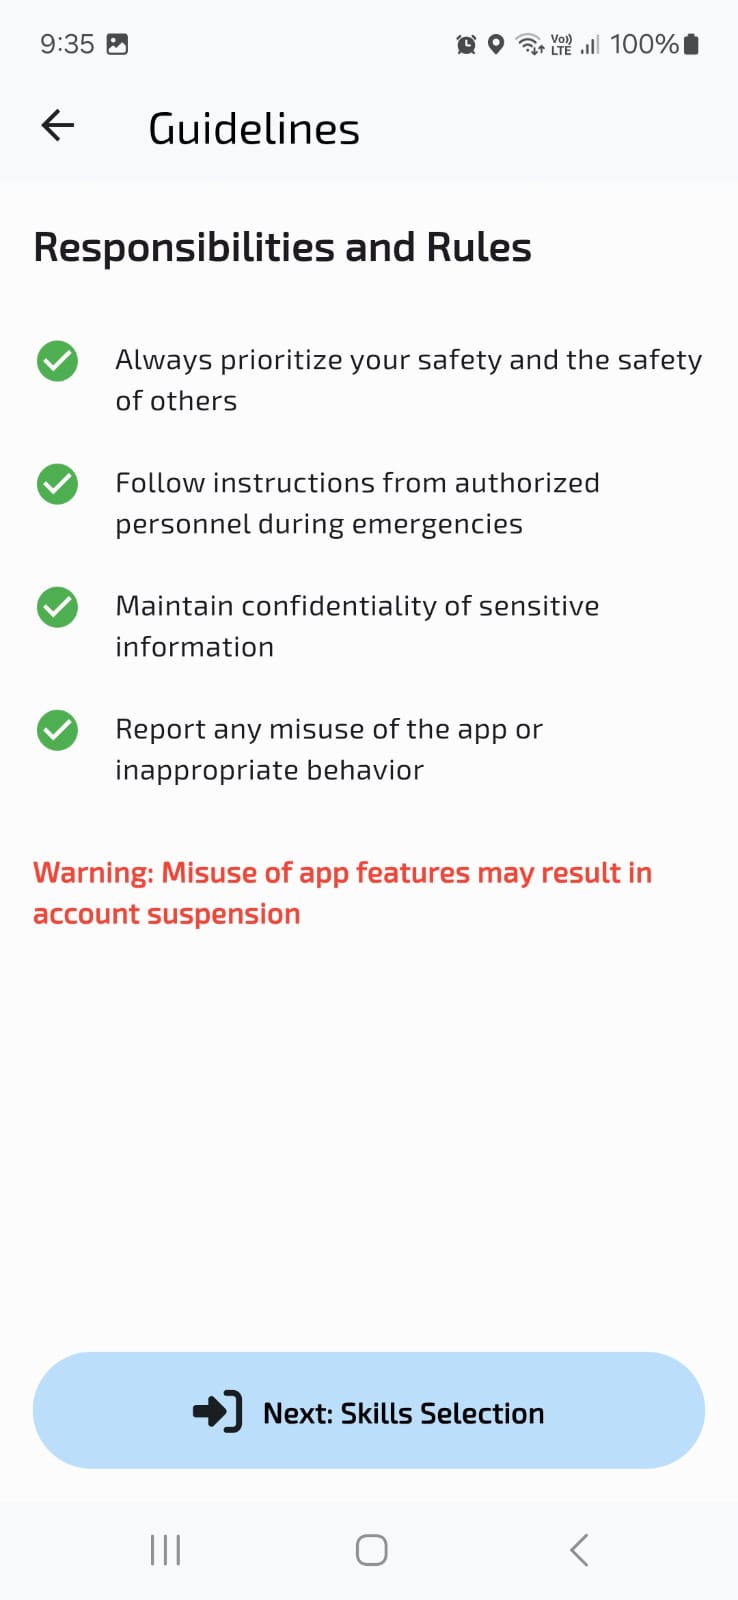 9:35
Vo))
LTE
100%
Guidelines
Responsibilities and Rules
Always prioritize your safety and the safety
of others
Follow instructions from authorized
personnel during emergencies
Maintain confidentiality of sensitive
information
Report any misuse of the app or
inappropriate behavior
Warning: Misuse of app features may result in
account suspension
Next: Skills Selection